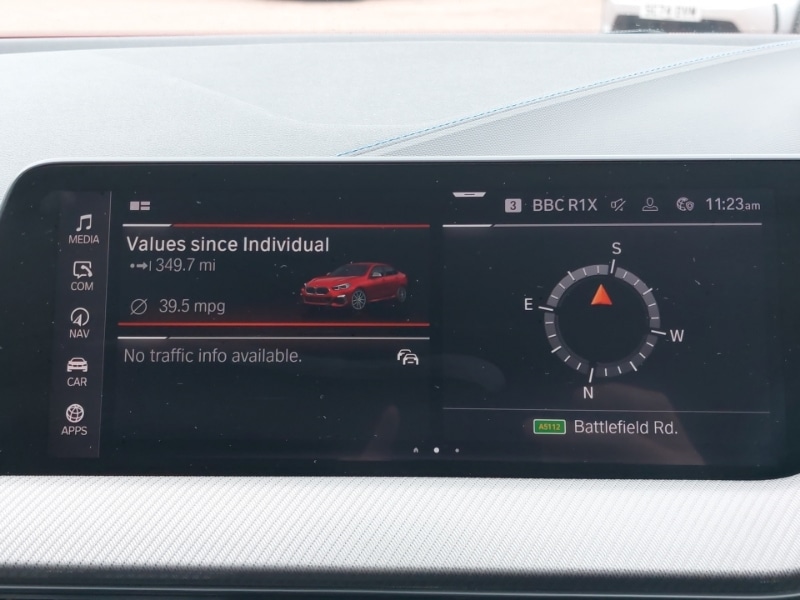 3 BBC R1X 11:23am
MEDIA
COM
NAV
CAR
APPS
Values since Individual
349.7 mi
39.5 mpg
No traffic info available.
S
E
W
N
A5112 Battlefield Rd.